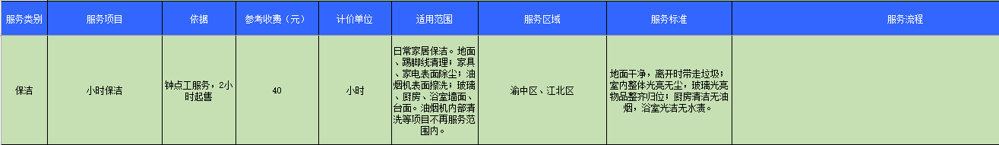 服务类别 服务项目 依据 参考收费（元） 计价单位 适用范围 服务区域 服务标准 服务流程
保洁
小时保洁
钟点工服务，2小
时起售
40
小时
日常家居保洁。地面
、踢脚线清理；家具
、家电表面除尘；油
烟机表面擦洗；玻璃
、厨房、浴室墙面、
台面。油烟机内部清
洗等项目不再服务范
围内。
渝中区、江北区
地面干净，离开时带走垃圾；
室内整体光亮无尘，玻璃光亮
物品整齐归位；厨房清洁无油
烟，浴室光洁无水渍。